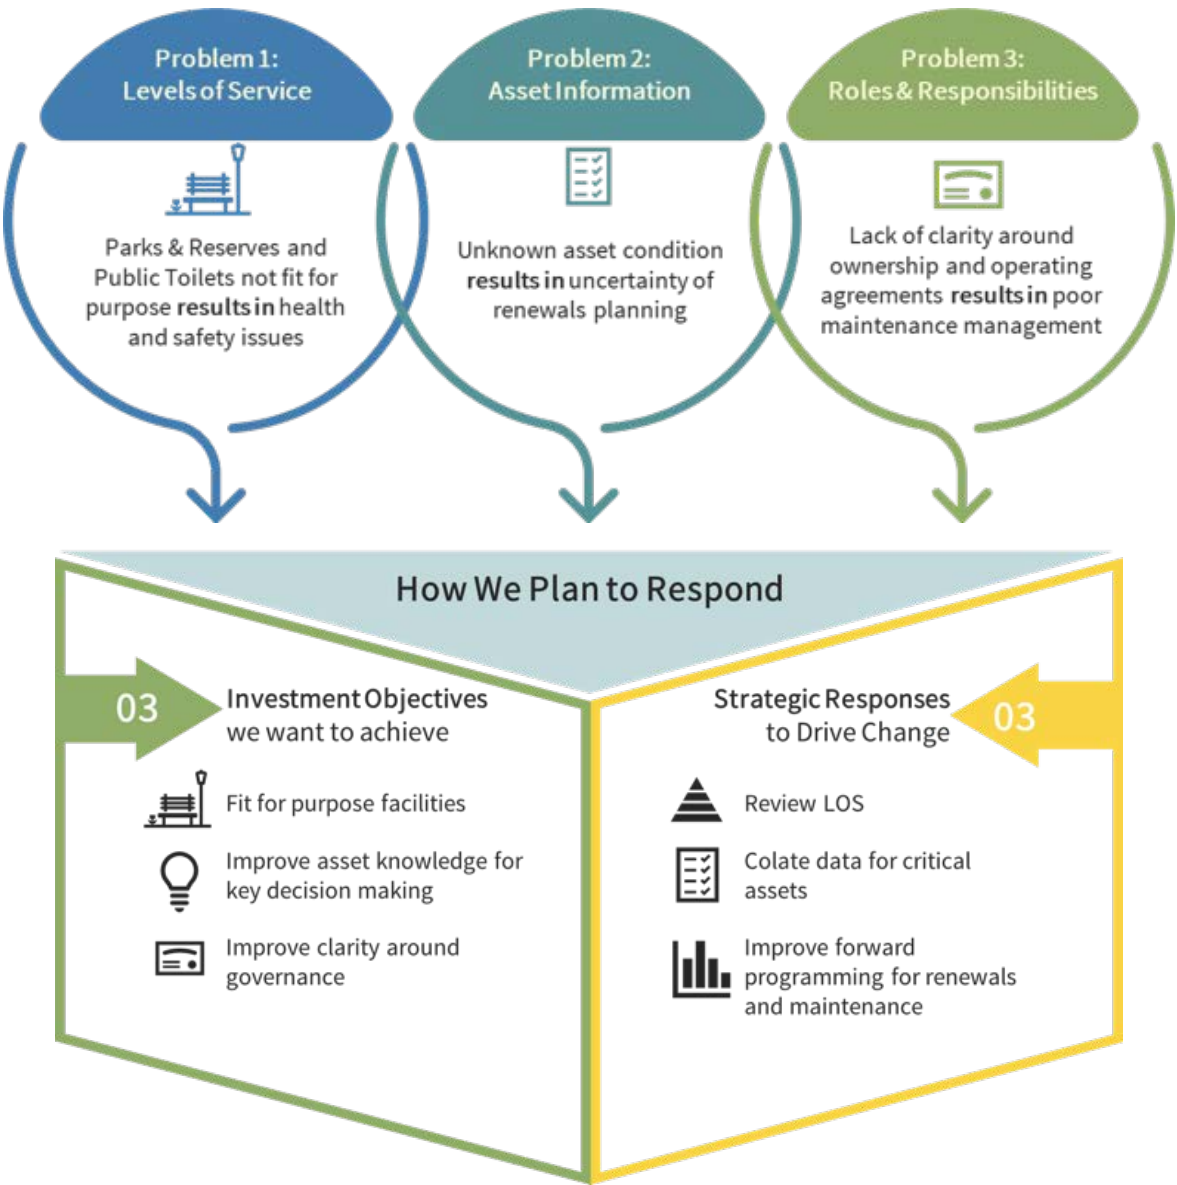 Problem 1:
Levels of Service
Parks & Reserves and
Public Toilets not fit for
purpose results in health
and safety issues
Problem 2:
Asset Information
Unknown asset condition
results in uncertainty of
renewals planning
Problem 3:
Roles & Responsibilities
Lack of clarity around
ownership and operating
agreements results in poor
maintenance management
How We Plan to Respond
03
Investment Objectives
we want to achieve
Fit for purpose facilities
Improve asset knowledge for
key decision making
Improve clarity around
governance
Strategic Responses
to Drive Change
03
Review LOS
Colate data for critical
assets
Improve forward
programming for renewals
and maintenance